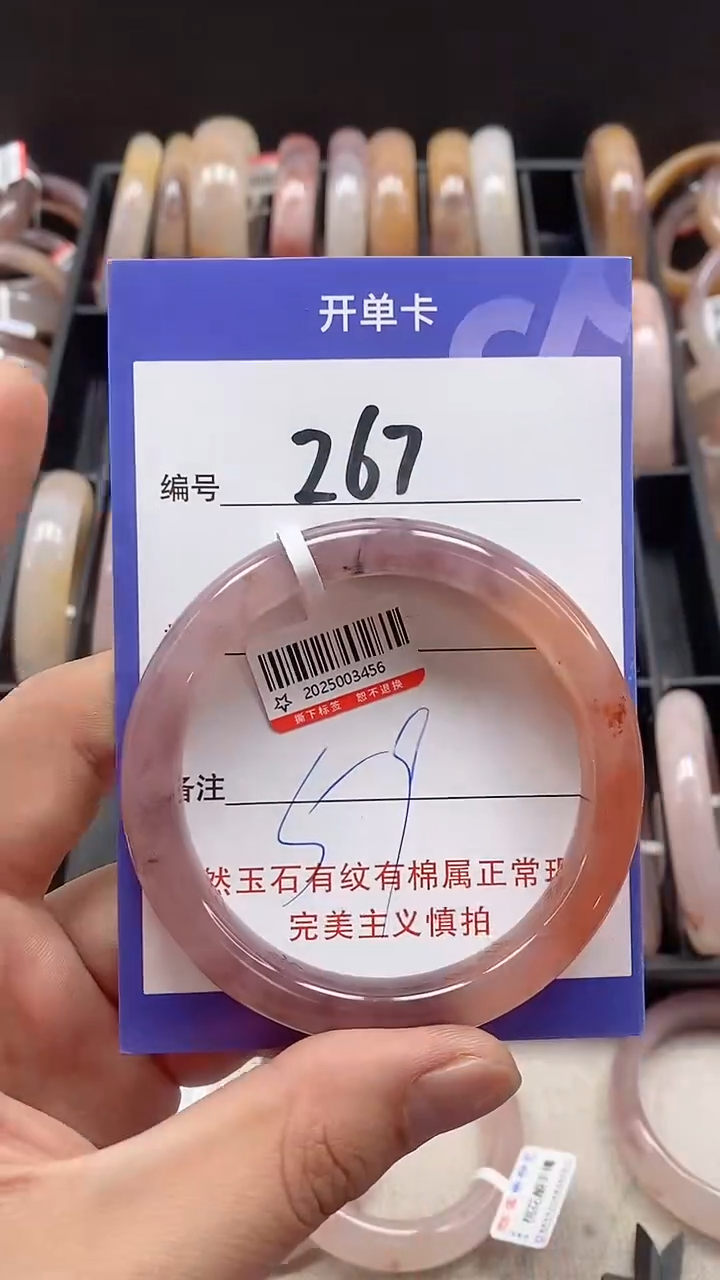 开单卡
编号 267
2025003456
撕下标签 恕不退换
备注 59
然玉石有纹有棉属正常现
完美主义慎拍